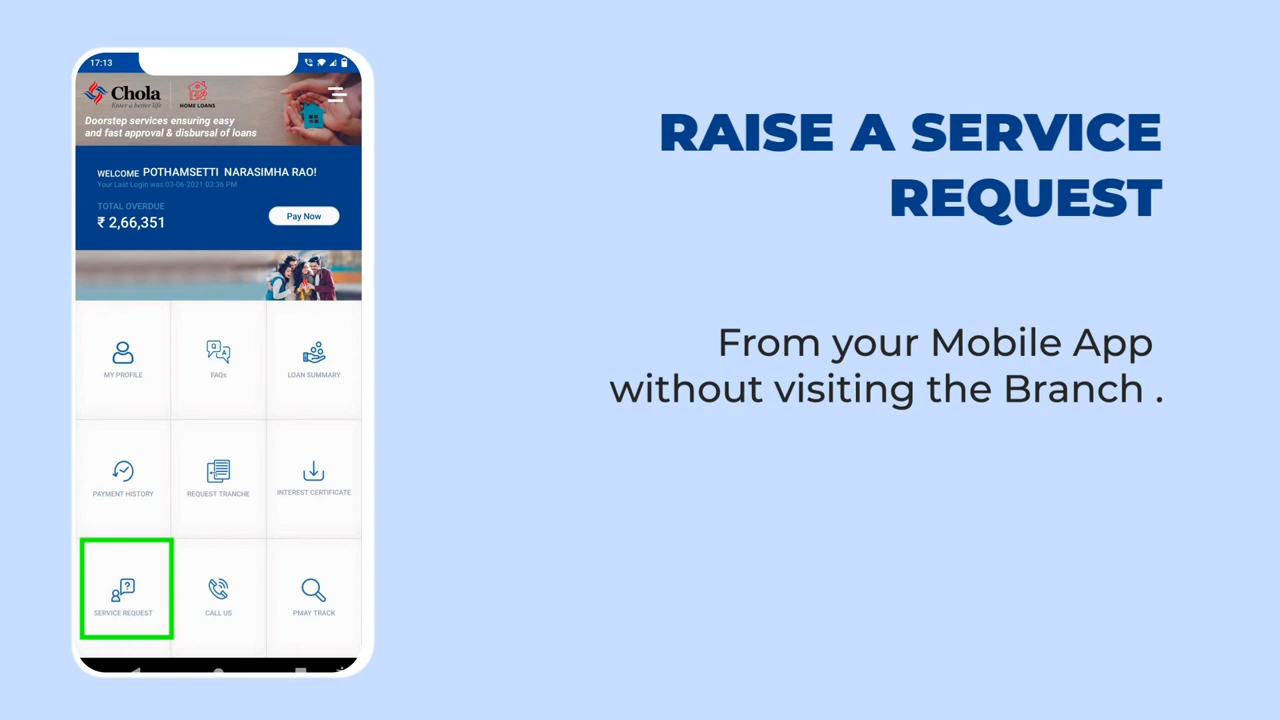 17:13
Chola
Enter a better life
HOME LOANS
Doorstep services ensuring easy
and fast approval & disbursal of loans
WELCOME POTHAMSETTI NARASIMHA RAO!
Your Last Login was 03-06-2021 03:36 PM
TOTAL OVERDUE
₹ 2,66,351
Pay Now
MY PROFILE
FAQs
LOAN SUMMARY
PAYMENT HISTORY
REQUEST TRANCHE
INTEREST CERTIFICATE
SERVICE REQUEST
CALL US
PMAY TRACK
RAISE A SERVICE
REQUEST
From your Mobile App
without visiting the Branch .